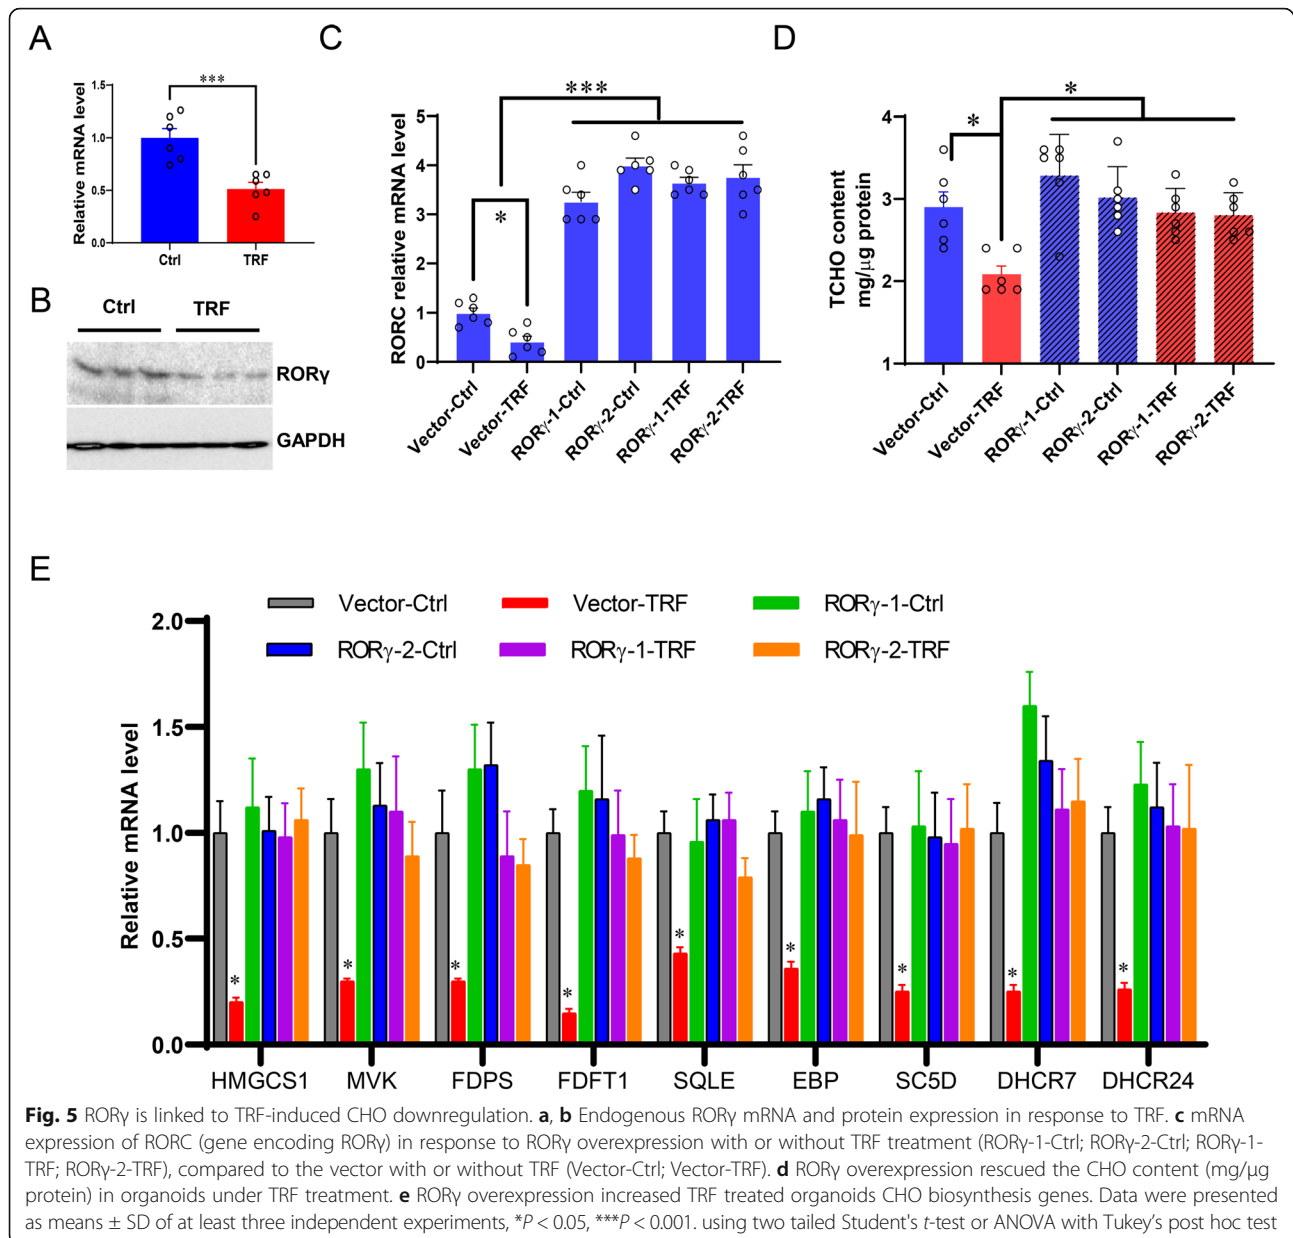 A
***
Relative mRNA level
1.5
1.0
0.5
0.0
Ctrl
TRF
B
Ctrl
TRF
RORγ
GAPDH
C
***
*
RORC relative mRNA level
5
4
3
2
1
0
Vector-Ctrl
Vector-TRF
RORγ-1-Ctrl
RORγ-2-Ctrl
RORγ-1-TRF
RORγ-2-TRF
D
*
*
TCHO content
mg/μg protein
4
3
2
1
Vector-Ctrl
Vector-TRF
RORγ-1-Ctrl
RORγ-2-Ctrl
RORγ-1-TRF
RORγ-2-TRF
E
Vector-Ctrl
Vector-TRF
RORγ-1-Ctrl
RORγ-2-Ctrl
RORγ-1-TRF
RORγ-2-TRF
Relative mRNA level
2.0
1.5
1.0
0.5
0.0
* * * * * * * * *
HMGCS1 MVK FDPS FDFT1 SQLE EBP SC5D DHCR7 DHCR24
Fig. 5 RORγ is linked to TRF-induced CHO downregulation. a, b Endogenous RORγ mRNA and protein expression in response to TRF. c mRNA
expression of RORC (gene encoding RORγ) in response to RORγ overexpression with or without TRF treatment (RORγ-1-Ctrl; RORγ-2-Ctrl; RORγ-1-
TRF; RORγ-2-TRF), compared to the vector with or without TRF (Vector-Ctrl; Vector-TRF). d RORγ overexpression rescued the CHO content (mg/μg
protein) in organoids under TRF treatment. e RORγ overexpression increased TRF treated organoids CHO biosynthesis genes. Data were presented
as means ± SD of at least three independent experiments, *P < 0.05, ***P < 0.001. using two tailed Student's t-test or ANOVA with Tukey’s post hoc test